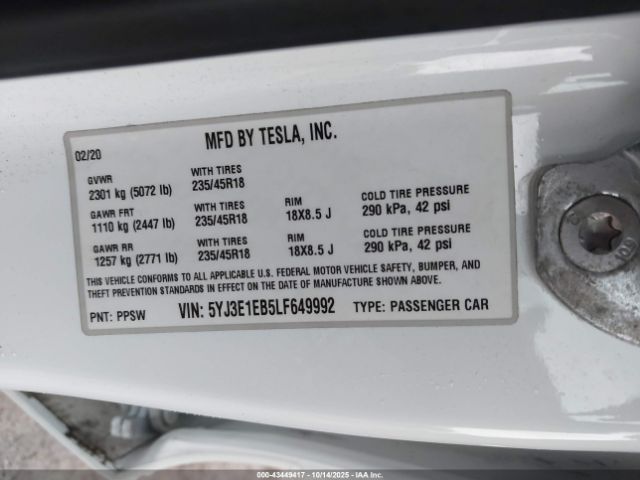 MFD BY TESLA, INC.
02/20
GVWR WITH TIRES
2301 kg (5072 lb) 235/45R18
GAWR FRT WITH TIRES RIM COLD TIRE PRESSURE
1110 kg (2447 lb) 235/45R18 18X8.5 J 290 kPa, 42 psi
GAWR RR WITH TIRES RIM COLD TIRE PRESSURE
1257 kg (2771 lb) 235/45R18 18X8.5 J 290 kPa, 42 psi
THIS VEHICLE CONFORMS TO ALL APPLICABLE U.S. FEDERAL MOTOR VEHICLE SAFETY, BUMPER, AND
THEFT PREVENTION STANDARDS IN EFFECT ON THE DATE OF MANUFACTURE SHOWN ABOVE.
PNT: PPSW VIN: 5YJ3E1EB5LF649992 TYPE: PASSENGER CAR
000-43449417 - 10/14/2025 - IAAI.COM